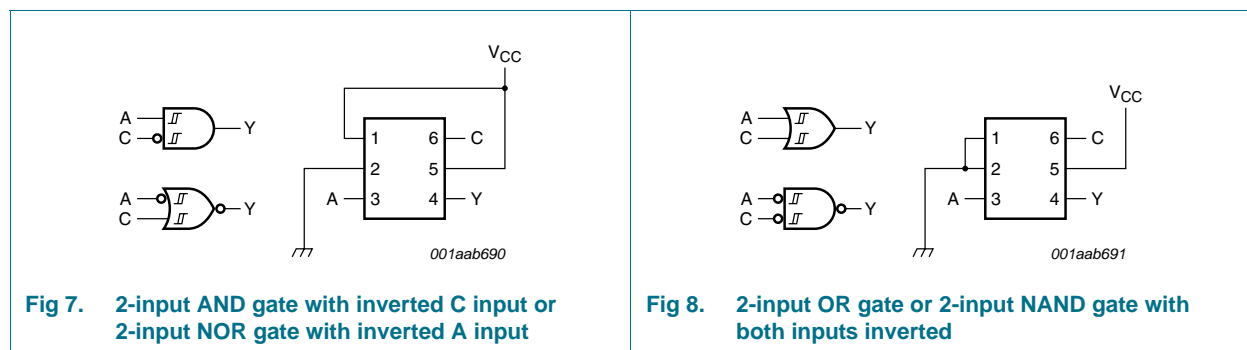 VCC
A
C
Y
A
C
Y
1
2
3
6
5
4
C
A
Y
001aab690
Fig 7. 2-input AND gate with inverted C input or
2-input NOR gate with inverted A input
VCC
A
C
Y
A
C
Y
1
2
3
6
5
4
C
A
Y
001aab691
Fig 8. 2-input OR gate or 2-input NAND gate with
both inputs inverted